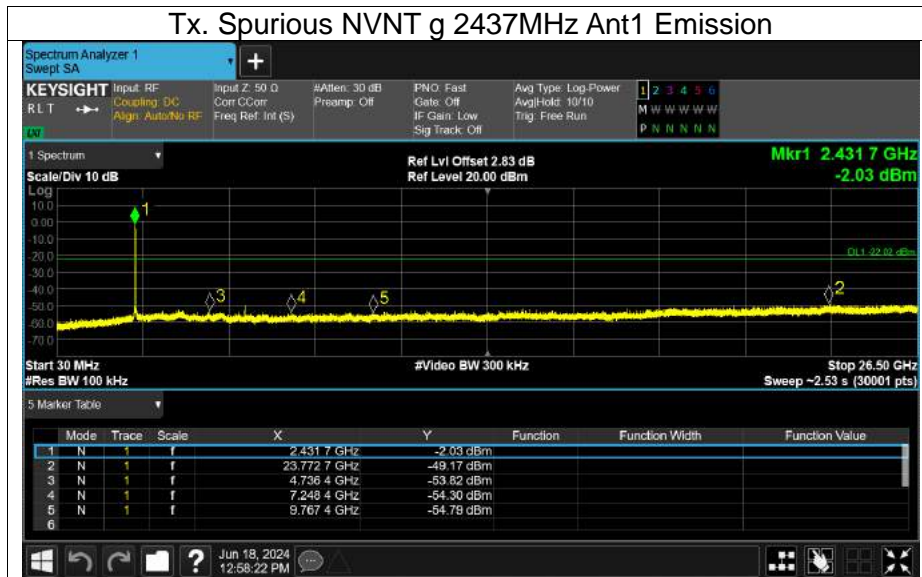 Tx. Spurious NVNT g 2437MHz Ant1 Emission
Spectrum Analyzer 1
Swept SA
+
KEYSIGHT Input: RF Input Z: 50 Ω #Atten: 30 dB PNO: Fast Avg Type: Log-Power 1 2 3 4 5 6
RLT Coupling: DC Corr CCorr Preamp: Off Gate: Off Avg|Hold: 10/10 M W W W W W
Align: Auto/No RF Freq Ref: Int (S) IF Gain: Low Trig: Free Run
Sig Track: Off P N N N N N
1 Spectrum Ref Lvl Offset 2.83 dB Mkr1 2.431 7 GHz
Scale/Div 10 dB Ref Level 20.00 dBm -2.03 dBm
Log
10.0 1
0.00
-10.0
-20.0 DL1 -22.02 dBm
-30.0
-40.0 2
-50.0 3 4 5
-60.0
-70.0
Start 30 MHz #Video BW 300 kHz Stop 26.50 GHz
#Res BW 100 kHz Sweep ~2.53 s (30001 pts)
5 Marker Table
Mode Trace Scale X Y Function Function Width Function Value
1 N 1 f 2.431 7 GHz -2.03 dBm
2 N 1 f 23.772 7 GHz -49.17 dBm
3 N 1 f 4.736 4 GHz -53.82 dBm
4 N 1 f 7.248 4 GHz -54.30 dBm
5 N 1 f 9.767 4 GHz -54.79 dBm
6
? Jun 18, 2024
12:58:22 PM